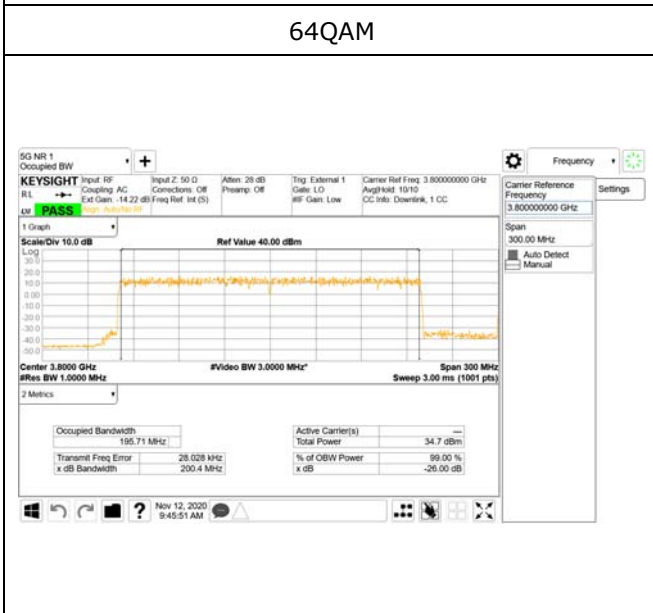 64QAM
5G NR 1
Occupied BW
Frequency
KEYSIGHT
Input: RF
Input Z: 50 Ω
Atten: 28 dB
Trig: External 1
Carrier Ref Freq: 3.800000000 GHz
RL
Coupling: AC
Corrections: Off
Preamp: Off
Gate: LO
Avg|Hold: 10/10
Ext Gain: -14.22 dB
Freq Ref: Int (S)
#IF Gain: Low
CC Info: Downlink, 1 CC
PASS
Align: Auto/No RF
Carrier Reference
Frequency
3.800000000 GHz
Settings
Span
300.00 MHz
Auto Detect
Manual
1 Graph
Scale/Div 10.0 dB
Ref Value 40.00 dBm
Log
30.0
20.0
10.0
0.00
-10.0
-20.0
-30.0
-40.0
-50.0
Center 3.8000 GHz
#Video BW 3.0000 MHz*
Span 300 MHz
#Res BW 1.0000 MHz
Sweep 3.00 ms (1001 pts)
2 Metrics
Occupied Bandwidth
195.71 MHz
Active Carrier(s)
---
Total Power
34.7 dBm
Transmit Freq Error
28.028 kHz
% of OBW Power
99.00 %
x dB Bandwidth
200.4 MHz
x dB
-26.00 dB
Nov 12, 2020
9:45:51 AM